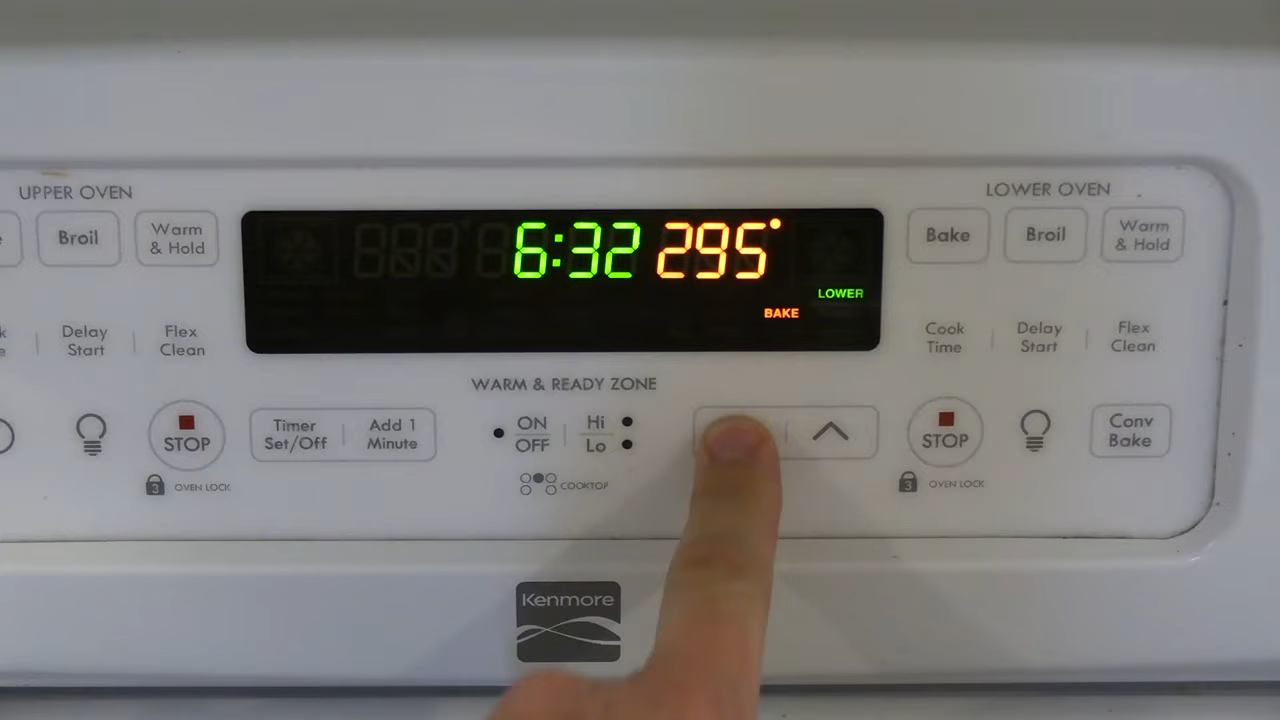 UPPER OVEN
LOWER OVEN
Broil
Warm
& Hold
6:32 295°
LOWER
BAKE
Bake
Broil
Warm
& Hold
Delay
Start
Flex
Clean
Cook
Time
Delay
Start
Flex
Clean
WARM & READY ZONE
STOP
Timer
Set/Off
Add 1
Minute
ON
OFF
Hi
Lo
STOP
Conv
Bake
3 OVEN LOCK
COOKTOP
3 OVEN LOCK
Kenmore